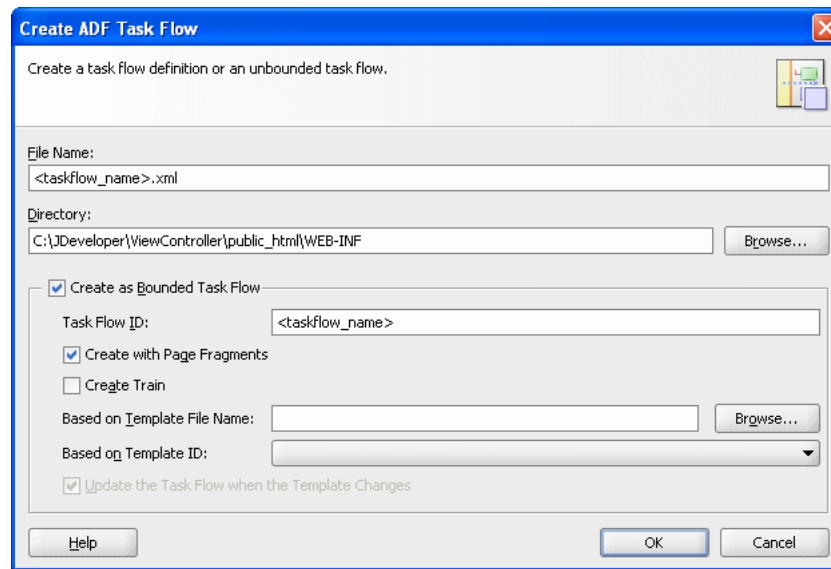 Create ADF Task Flow
Create a task flow definition or an unbounded task flow.
File Name:
<taskflow_name>.xml
Directory:
C:\JDeveloper\ViewController\public_html\WEB-INF
Browse...
Create as Bounded Task Flow
Task Flow ID:
<taskflow_name>
Create with Page Fragments
Create Train
Based on Template File Name:
Browse...
Based on Template ID:
Update the Task Flow when the Template Changes
Help
OK
Cancel